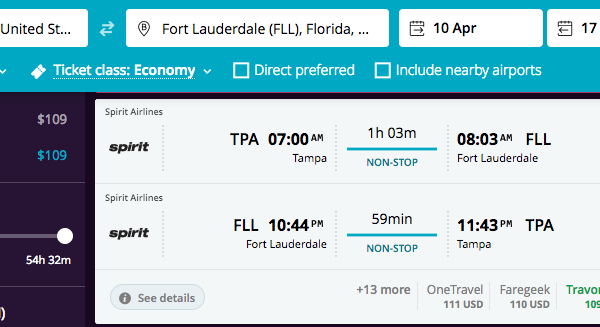 United St...
Fort Lauderdale (FLL), Florida, ...
10 Apr
17
Ticket class: Economy
Direct preferred
Include nearby airports
$109
$109
54h 32m
Spirit Airlines
spirit
TPA 07:00 AM
Tampa
1h 03m
NON-STOP
08:03 AM FLL
Fort Lauderdale
Spirit Airlines
spirit
FLL 10:44 PM
Fort Lauderdale
59min
NON-STOP
11:43 PM TPA
Tampa
See details
+13 more
OneTravel
111 USD
Faregeek
110 USD
Travo
109